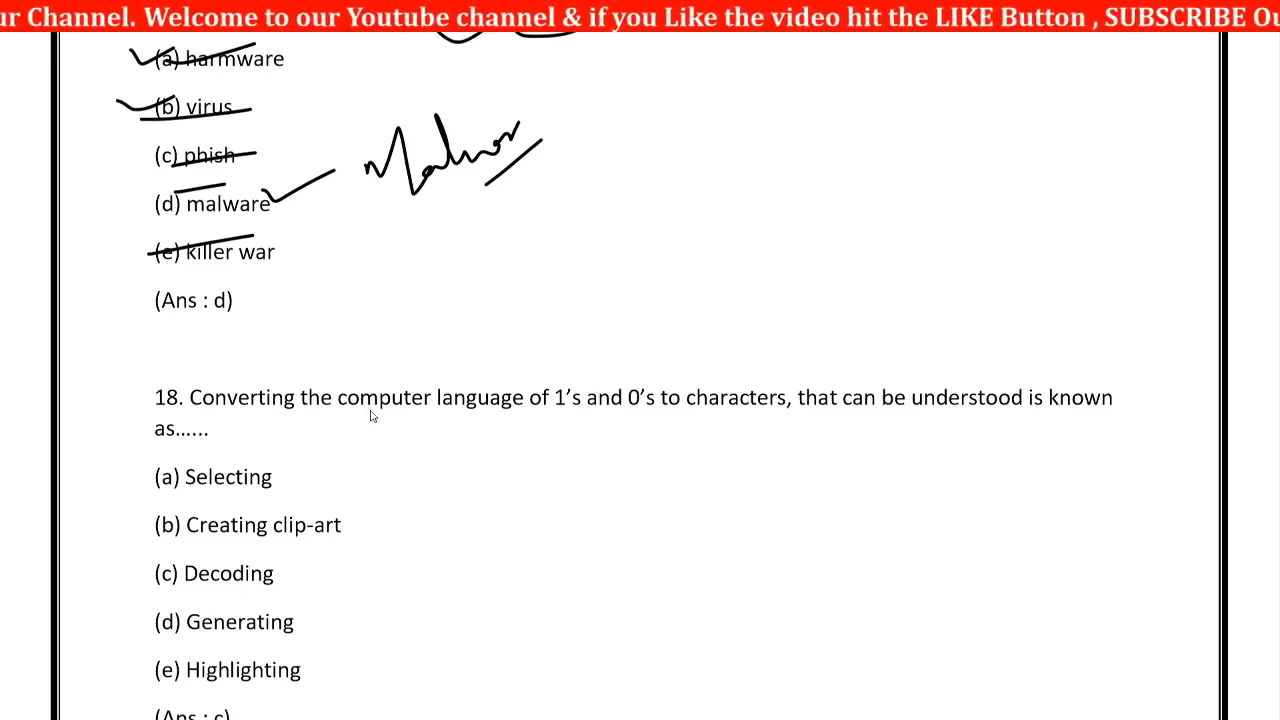 ur Channel. Welcome to our Youtube channel & if you Like the video hit the LIKE Button , SUBSCRIBE Ou
(a) harmware
(b) virus
(c) phish
(d) malware
(e) killer war
(Ans : d)
18. Converting the computer language of 1’s and 0’s to characters, that can be understood is known
as……
(a) Selecting
(b) Creating clip-art
(c) Decoding
(d) Generating
(e) Highlighting
(Ans : c)